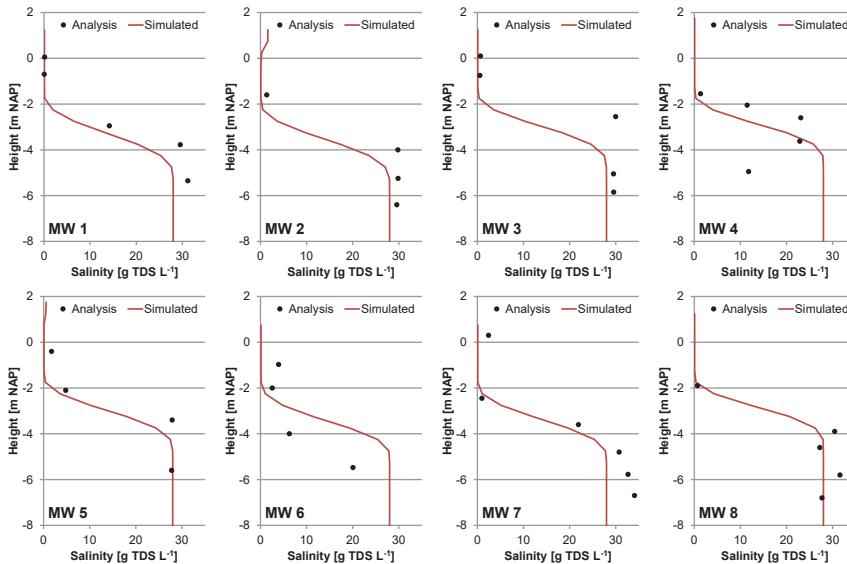 2
0
-2
-4
-6
-8
Height [m NAP]
Analysis Simulated
MW 1
0 10 20 30
Salinity [g TDS L-1]
2
0
-2
-4
-6
-8
Height [m NAP]
Analysis Simulated
MW 2
0 10 20 30
Salinity [g TDS L-1]
2
0
-2
-4
-6
-8
Height [m NAP]
Analysis Simulated
MW 3
0 10 20 30
Salinity [g TDS L-1]
2
0
-2
-4
-6
-8
Height [m NAP]
Analysis Simulated
MW 4
0 10 20 30
Salinity [g TDS L-1]
2
0
-2
-4
-6
-8
Height [m NAP]
Analysis Simulated
MW 5
0 10 20 30
Salinity [g TDS L-1]
2
0
-2
-4
-6
-8
Height [m NAP]
Analysis Simulated
MW 6
0 10 20 30
Salinity [g TDS L-1]
2
0
-2
-4
-6
-8
Height [m NAP]
Analysis Simulated
MW 7
0 10 20 30
Salinity [g TDS L-1]
2
0
-2
-4
-6
-8
Height [m NAP]
Analysis Simulated
MW 8
0 10 20 30
Salinity [g TDS L-1]